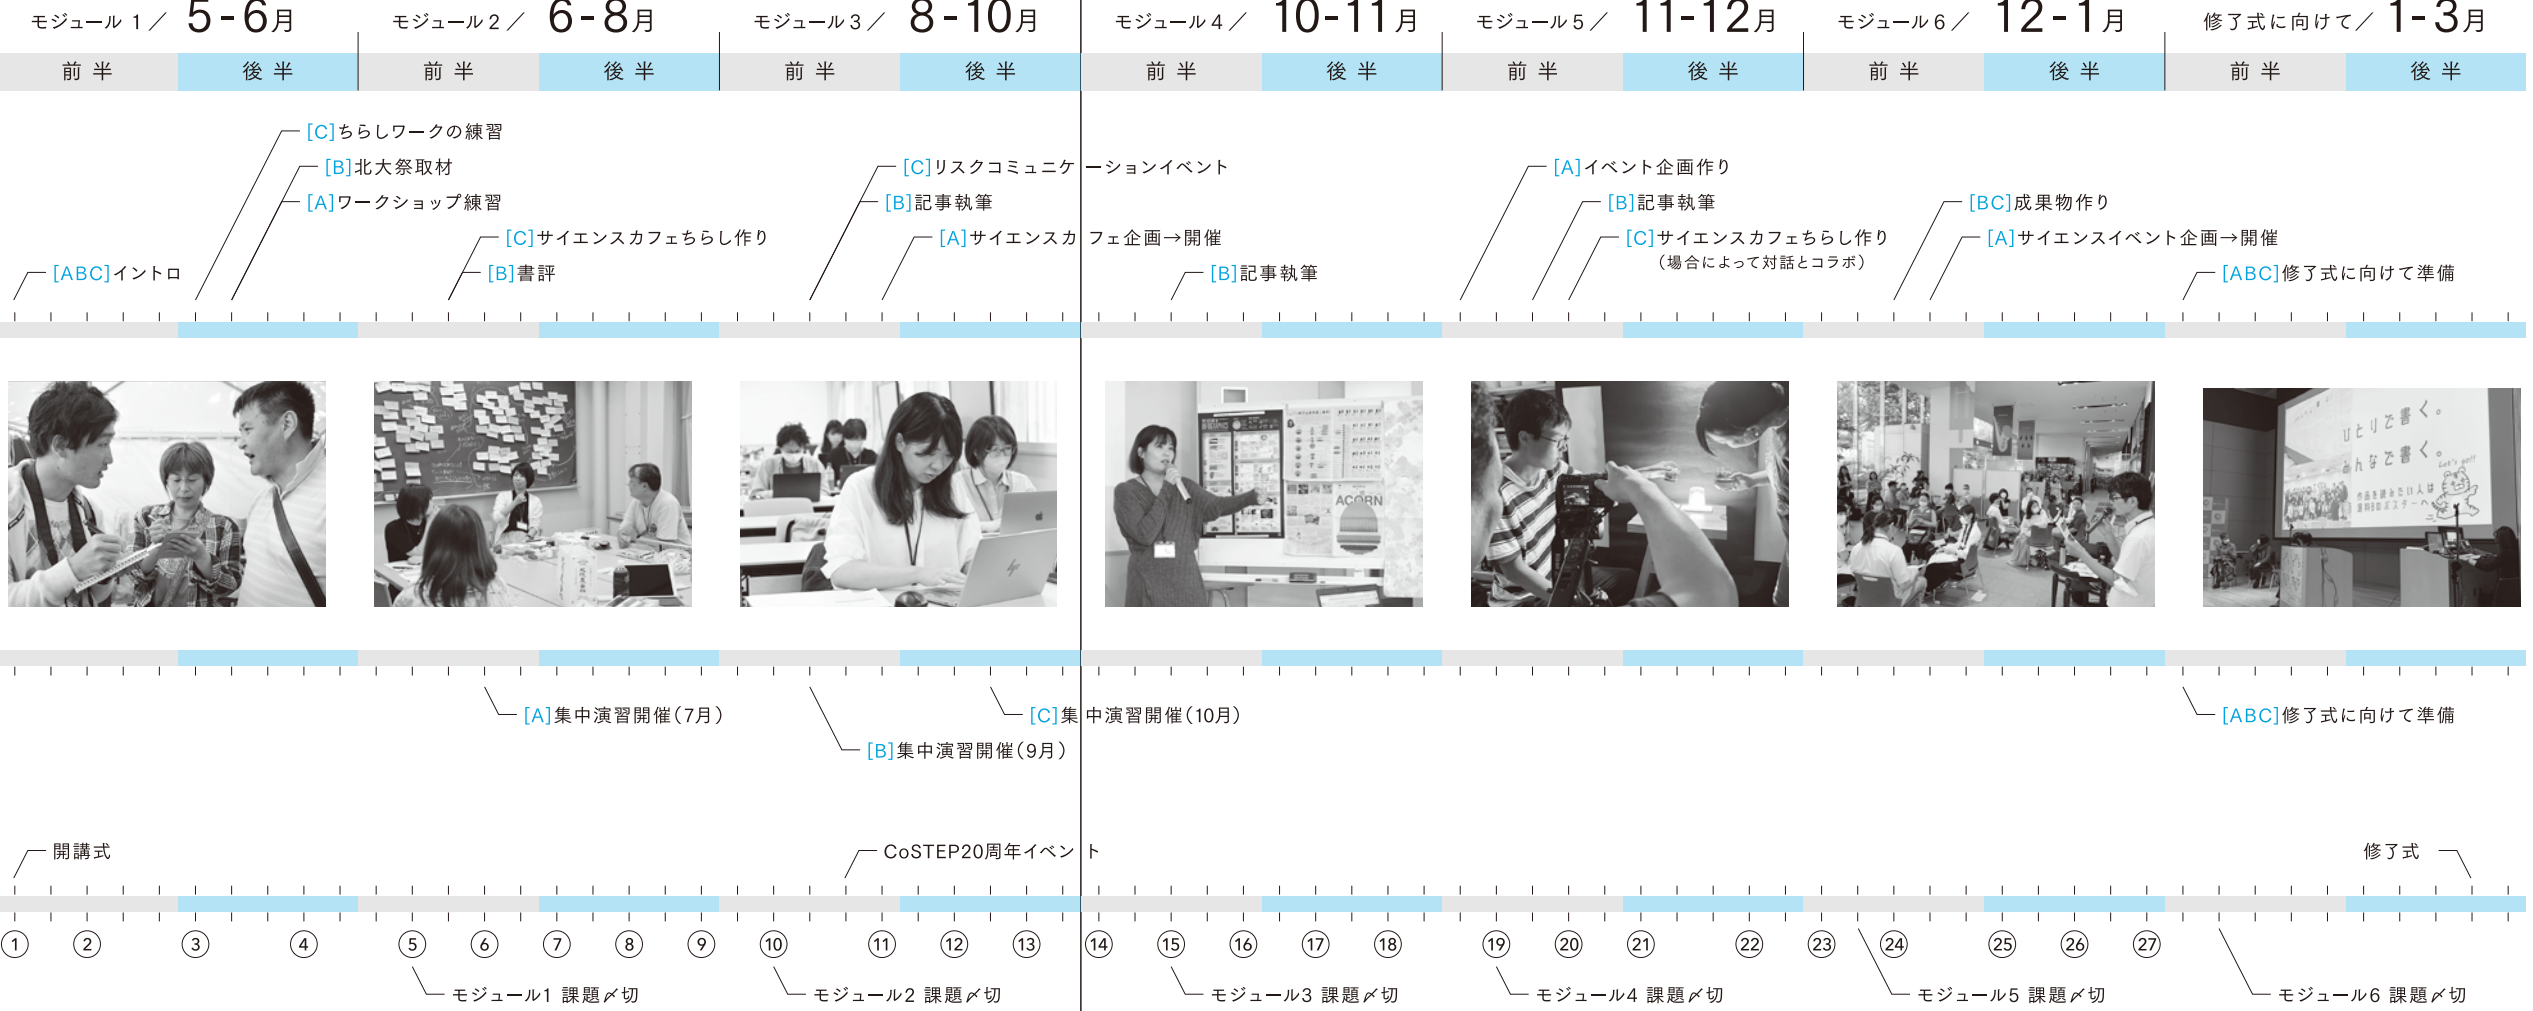 モジュール 1／ 5-6月
モジュール 2／ 6-8月
モジュール 3／ 8-10月
モジュール 4／ 10-11月
モジュール 5／ 11-12月
モジュール 6／ 12-1月
修了式に向けて／ 1-3月
前半 後半 前半 後半 前半 後半 前半 後半 前半 後半 前半 後半 前半 後半
[C]ちらしワークの練習
[B]北大祭取材
[A]ワークショップ練習
[ABC]イントロ
[C]サイエンスカフェちらし作り
[B]書評
[C]リスクコミュニケーションイベント
[B]記事執筆
[A]サイエンスカフェ企画→開催
[B]記事執筆
[A]イベント企画作り
[B]記事執筆
[C]サイエンスカフェちらし作り
（場合によって対話とコラボ）
[BC]成果物作り
[A]サイエンスイベント企画→開催
[ABC]修了式に向けて準備
ACORN
ひとりで書く。
みんなで書く。
Let's go!!
作品を読みたい人は
[A]集中演習開催（7月）
[B]集中演習開催（9月）
[C]集中演習開催（10月）
[ABC]修了式に向けて準備
開講式
CoSTEP20周年イベント
修了式
① ② ③ ④ ⑤ ⑥ ⑦ ⑧ ⑨ ⑩ ⑪ ⑫ ⑬ ⑭ ⑮ ⑯ ⑰ ⑱ ⑲ ⑳ ㉑ ㉒ ㉓ ㉔ ㉕ ㉖ ㉗
モジュール1 課題〆切
モジュール2 課題〆切
モジュール3 課題〆切
モジュール4 課題〆切
モジュール5 課題〆切
モジュール6 課題〆切